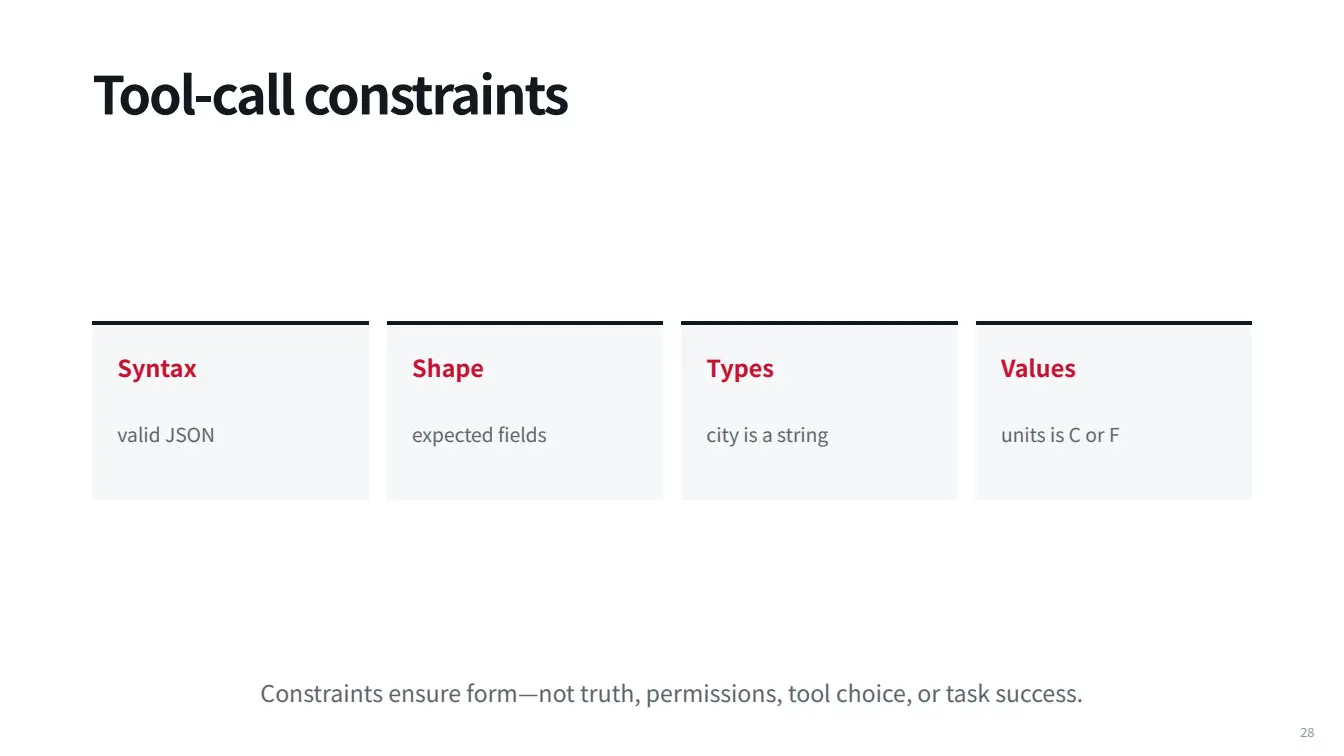 Tool-call constraints
Syntax
valid JSON
Shape
expected fields
Types
city is a string
Values
units is C or F
Constraints ensure form—not truth, permissions, tool choice, or task success.
28